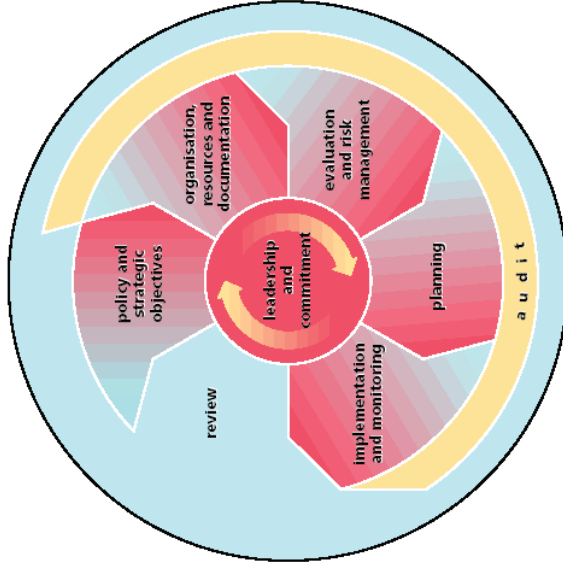 policy and
strategic
objectives
organisation,
resources and
documentation
evaluation
and risk
management
planning
implementation
and monitoring
review
leadership
and
commitment
audit